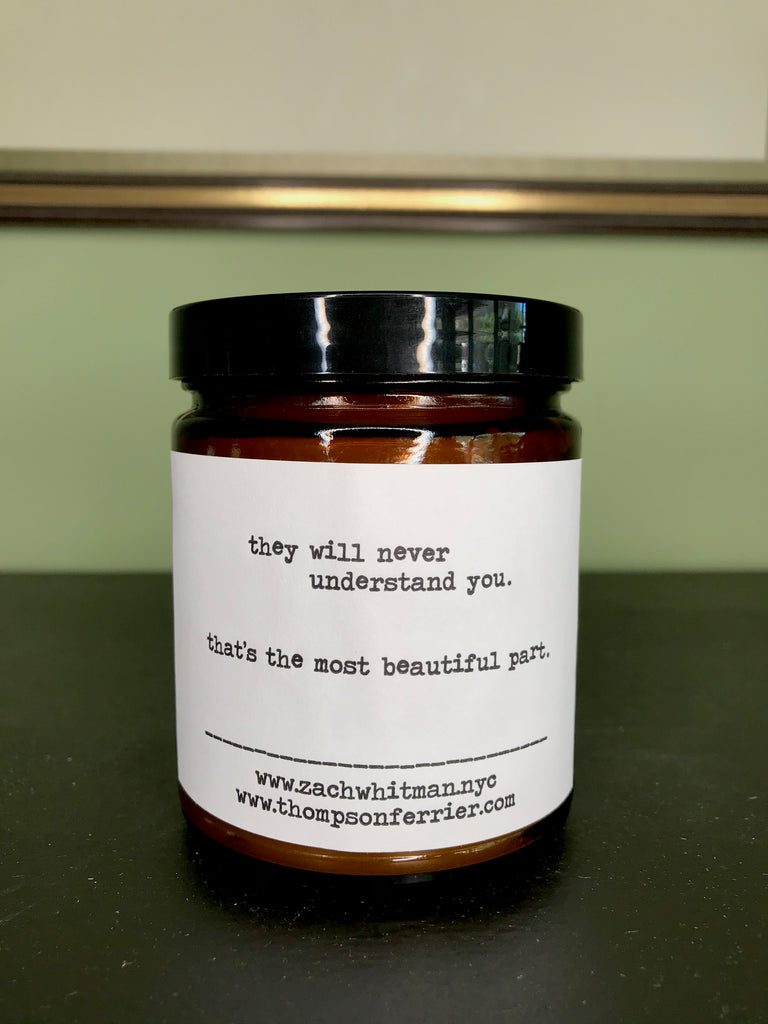 they will never
understand you.
that's the most beautiful part.
www.zachwhitman.nyc
www.thompsonferrier.com